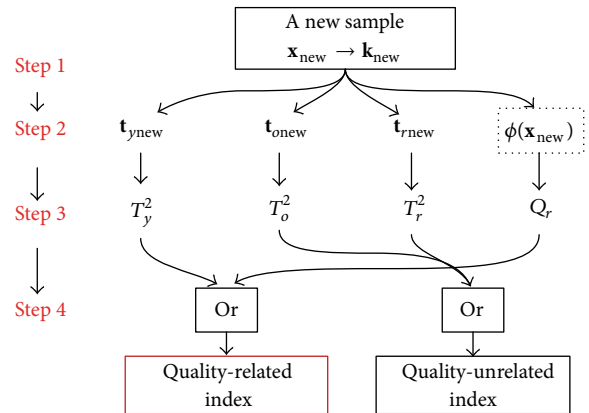 A new sample
x_new → k_new
Step 1
Step 2
t_ynew
t_onew
t_rnew
ϕ(x_new)
Step 3
T_y^2
T_o^2
T_r^2
Q_r
Step 4
Or
Or
Quality-related
index
Quality-unrelated
index